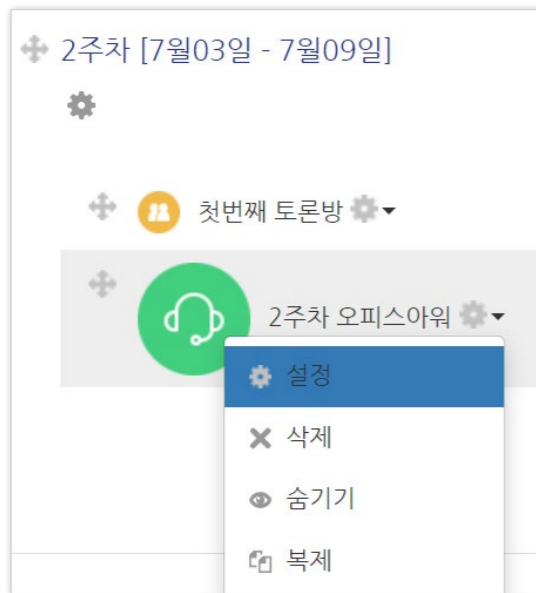 2주차 [7월03일 - 7월09일]
첫번째 토론방
2주차 오피스아워
설정
삭제
숨기기
복제